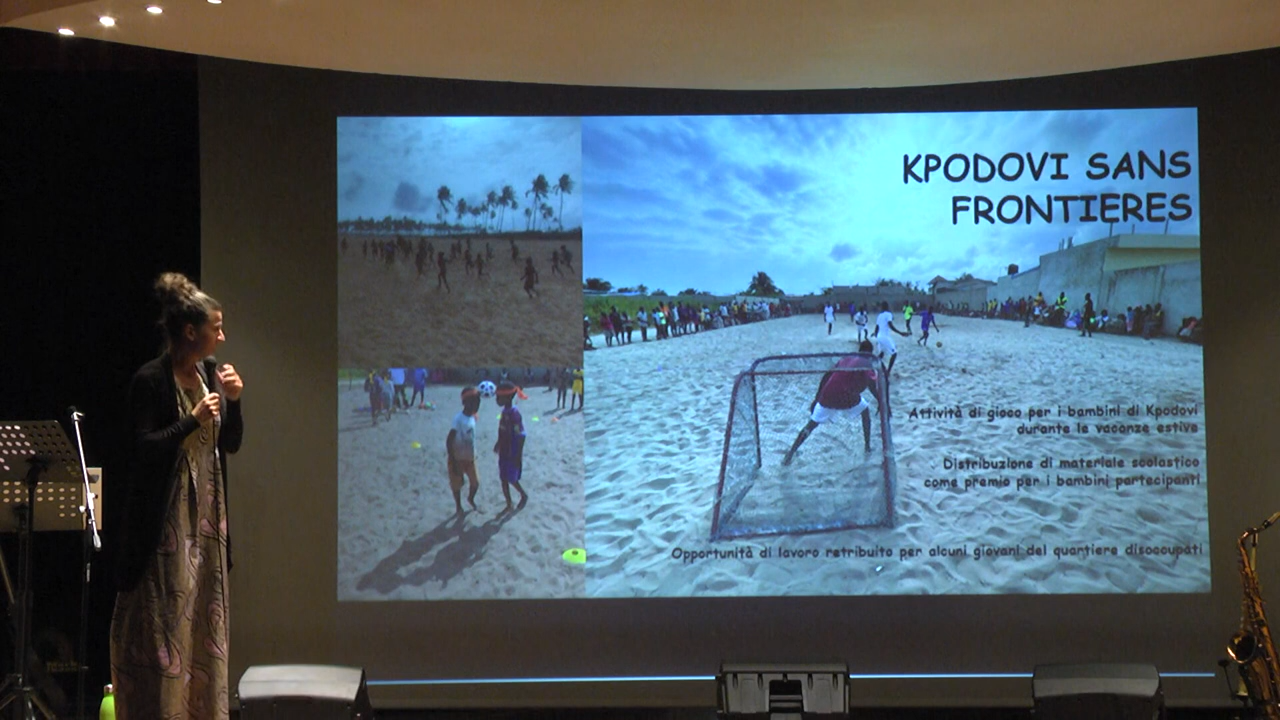 KPODOVI SANS
FRONTIERES
Attività di gioco per i bambini di Kpodovi
durante le vacanze estive
Distribuzione di materiale scolastico
come premio per i bambini partecipanti
Opportunità di lavoro retribuito per alcuni giovani del quartiere disoccupati